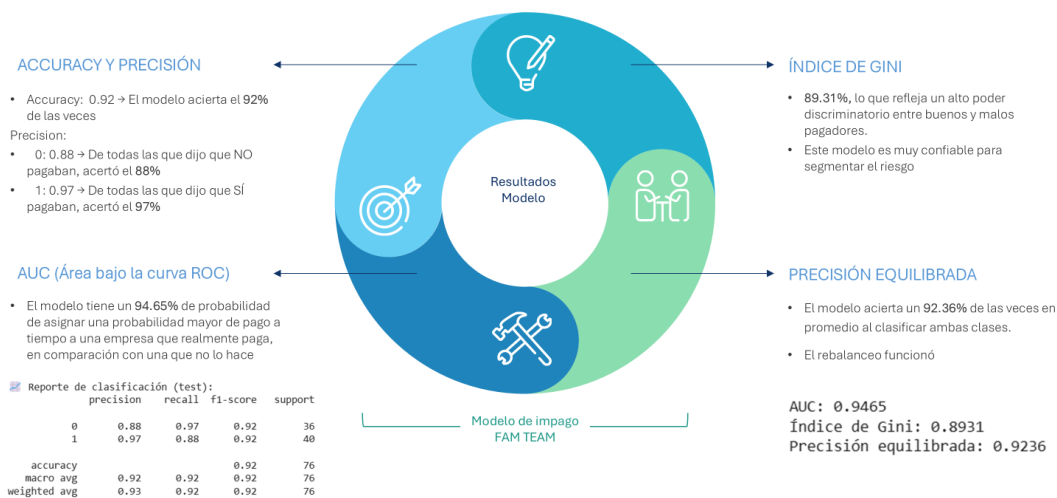 ACCURACY Y PRECISIÓN
• Accuracy: 0.92 → El modelo acierta el 92%
de las veces
Precision:
• 0: 0.88 → De todas las que dijo que NO
pagaban, acertó el 88%
• 1: 0.97 → De todas las que dijo que SÍ
pagaban, acertó el 97%
AUC (Área bajo la curva ROC)
• El modelo tiene un 94.65% de probabilidad
de asignar una probabilidad mayor de pago a
tiempo a una empresa que realmente paga,
en comparación con una que no lo hace
Reporte de clasificación (test):
precision recall f1-score support
0 0.88 0.97 0.92 36
1 0.97 0.88 0.92 40
accuracy 0.92 76
macro avg 0.92 0.92 0.92 76
weighted avg 0.93 0.92 0.92 76
Resultados
Modelo
Modelo de impago
FAM TEAM
ÍNDICE DE GINI
• 89.31%, lo que refleja un alto poder
discriminatorio entre buenos y malos
pagadores.
• Este modelo es muy confiable para
segmentar el riesgo
PRECISIÓN EQUILIBRADA
• El modelo acierta un 92.36% de las veces en
promedio al clasificar ambas clases.
• El rebalanceo funcionó
AUC: 0.9465
Índice de Gini: 0.8931
Precisión equilibrada: 0.9236